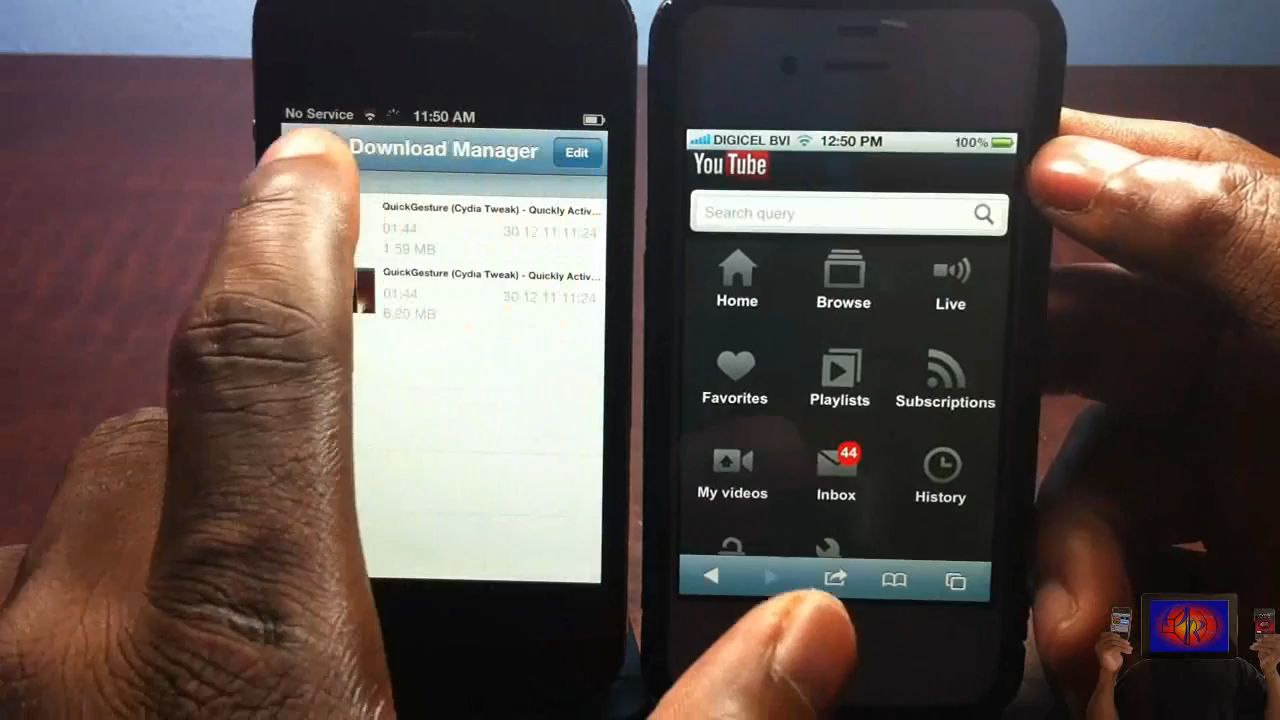 No Service 11:50 AM
Download Manager Edit
QuickGesture (Cydia Tweak) - Quickly Activ...
01:44 30 12 11 11:24
1.59 MB
QuickGesture (Cydia Tweak) - Quickly Activ...
01:44 30 12 11 11:24
6.20 MB
DIGICEL BVI 12:50 PM 100%
YouTube
Search query
Home Browse Live
Favorites Playlists Subscriptions
44
My videos Inbox History